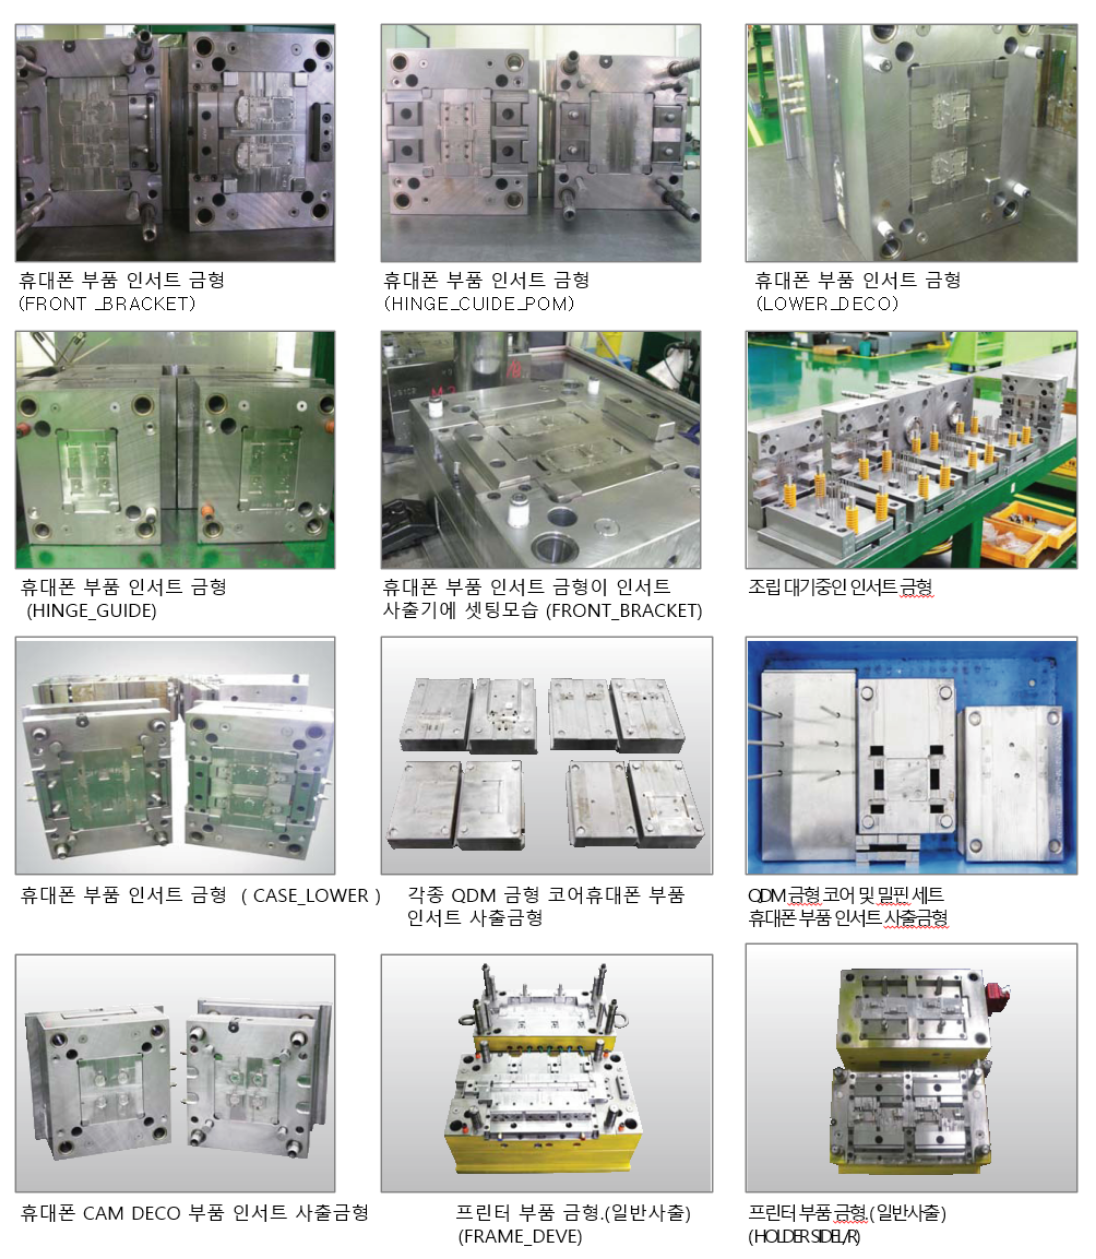 휴대폰 부품 인서트 금형
(FRONT _BRACKET)
휴대폰 부품 인서트 금형
(HINGE_CUIDE_POM)
휴대폰 부품 인서트 금형
(LOWER_DECO)
휴대폰 부품 인서트 금형
(HINGE_GUIDE)
휴대폰 부품 인서트 금형이 인서트
사출기에 셋팅모습 (FRONT_BRACKET)
조립 대기중인 인서트 금형
휴대폰 부품 인서트 금형 ( CASE_LOWER )
각종 QDM 금형 코어휴대폰 부품
인서트 사출금형
QDM 금형 코어 및 밀핀 세트
휴대폰 부품 인서트 사출금형
휴대폰 CAM DECO 부품 인서트 사출금형
프린터 부품 금형.(일반사출)
(FRAME_DEVE)
프린터 부품 금형.(일반사출)
(HOLDER SIDEL/R)